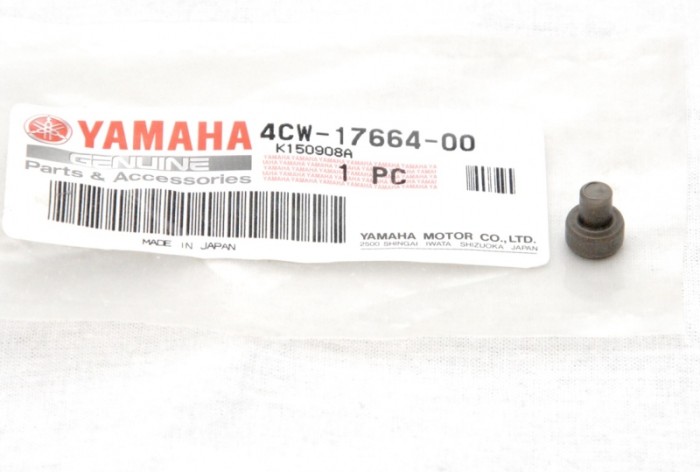 YAMAHA 4CW-17664-00
GENUINE K150908A
Parts & Accessories 1 PC
MADE IN JAPAN
YAMAHA MOTOR CO.,LTD.
2500 SHINGAI IWATA SHIZUOKA JAPAN